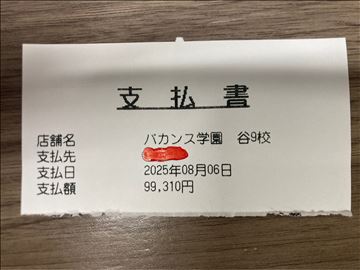 支払書
店舗名 バカンス学園 谷9校
支払先
支払日 2025年08月06日
支払額 99,310円